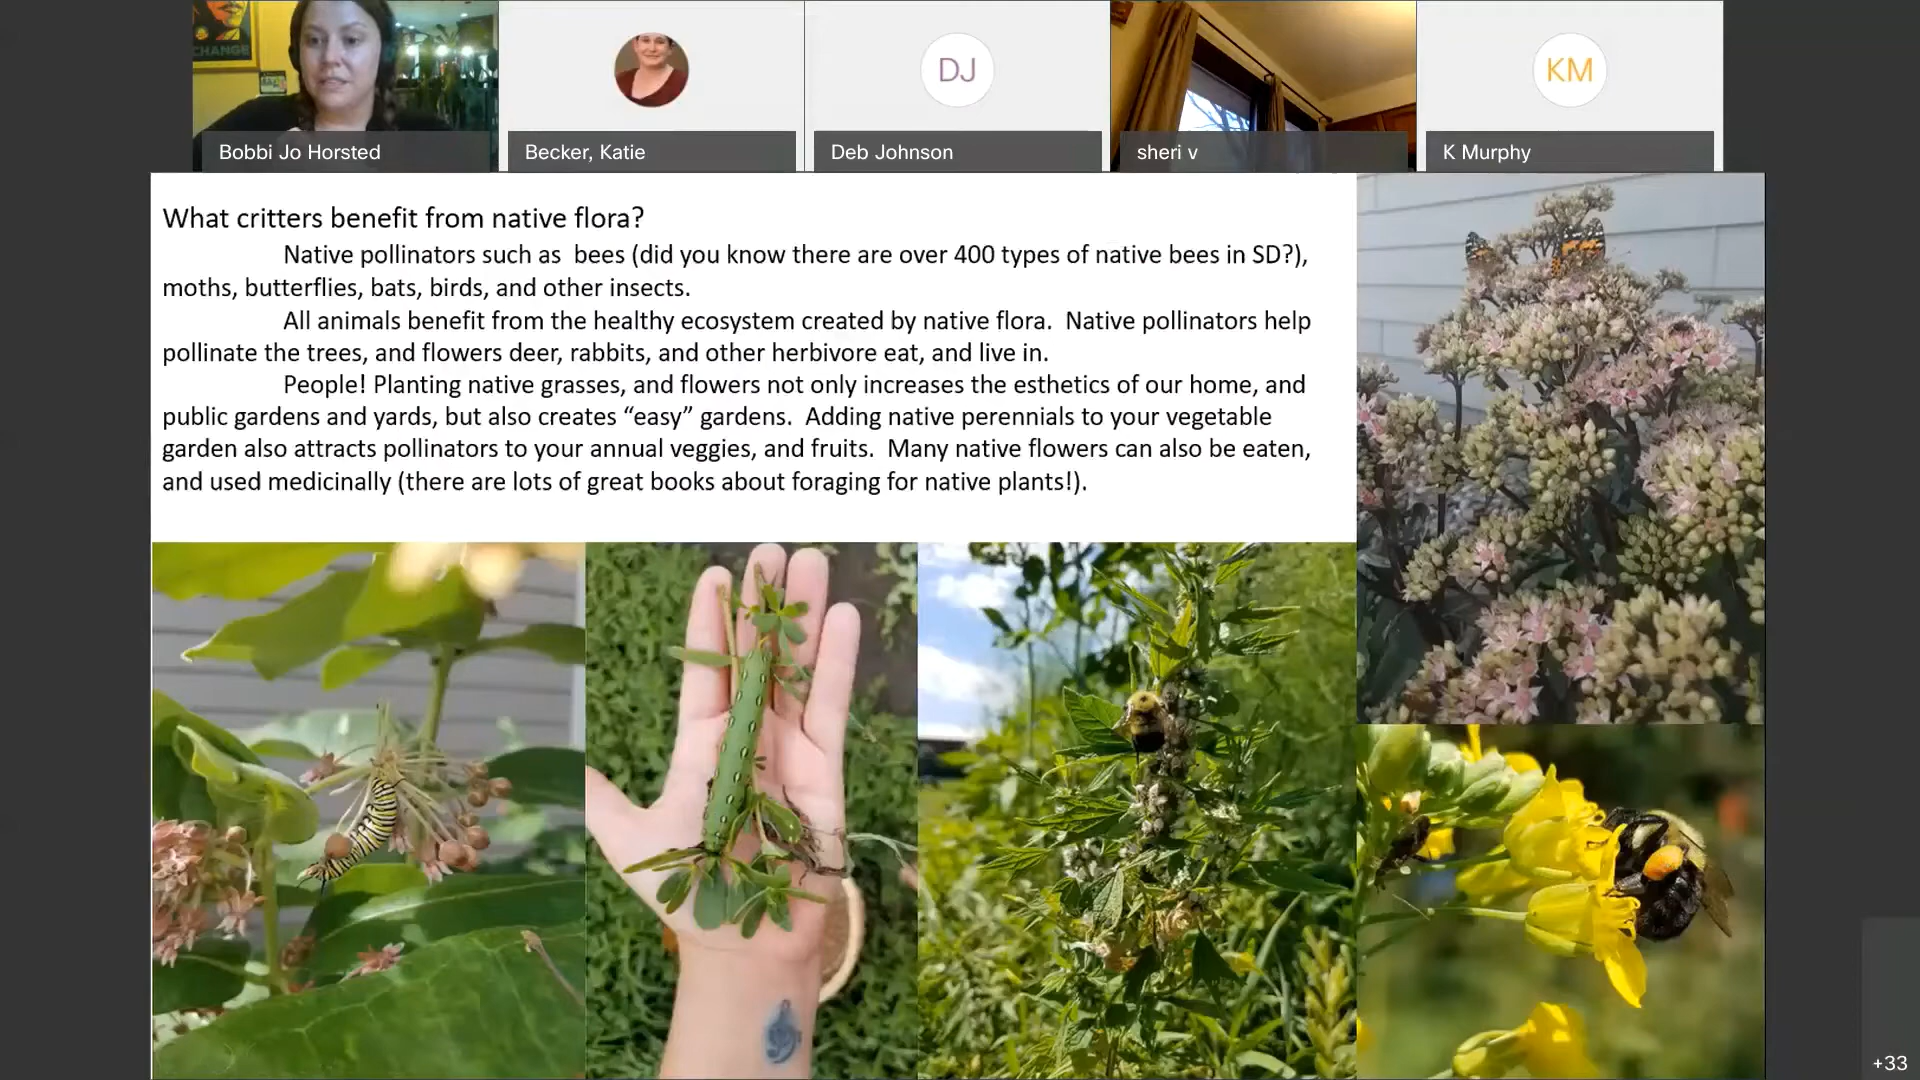 CHANGE
Bobbi Jo Horsted
Becker, Katie
DJ
Deb Johnson
sheri v
KM
K Murphy
What critters benefit from native flora?
Native pollinators such as  bees (did you know there are over 400 types of native bees in SD?),
moths, butterflies, bats, birds, and other insects.
All animals benefit from the healthy ecosystem created by native flora.  Native pollinators help
pollinate the trees, and flowers deer, rabbits, and other herbivore eat, and live in.
People! Planting native grasses, and flowers not only increases the esthetics of our home, and
public gardens and yards, but also creates “easy” gardens.  Adding native perennials to your vegetable
garden also attracts pollinators to your annual veggies, and fruits.  Many native flowers can also be eaten,
and used medicinally (there are lots of great books about foraging for native plants!).
+33